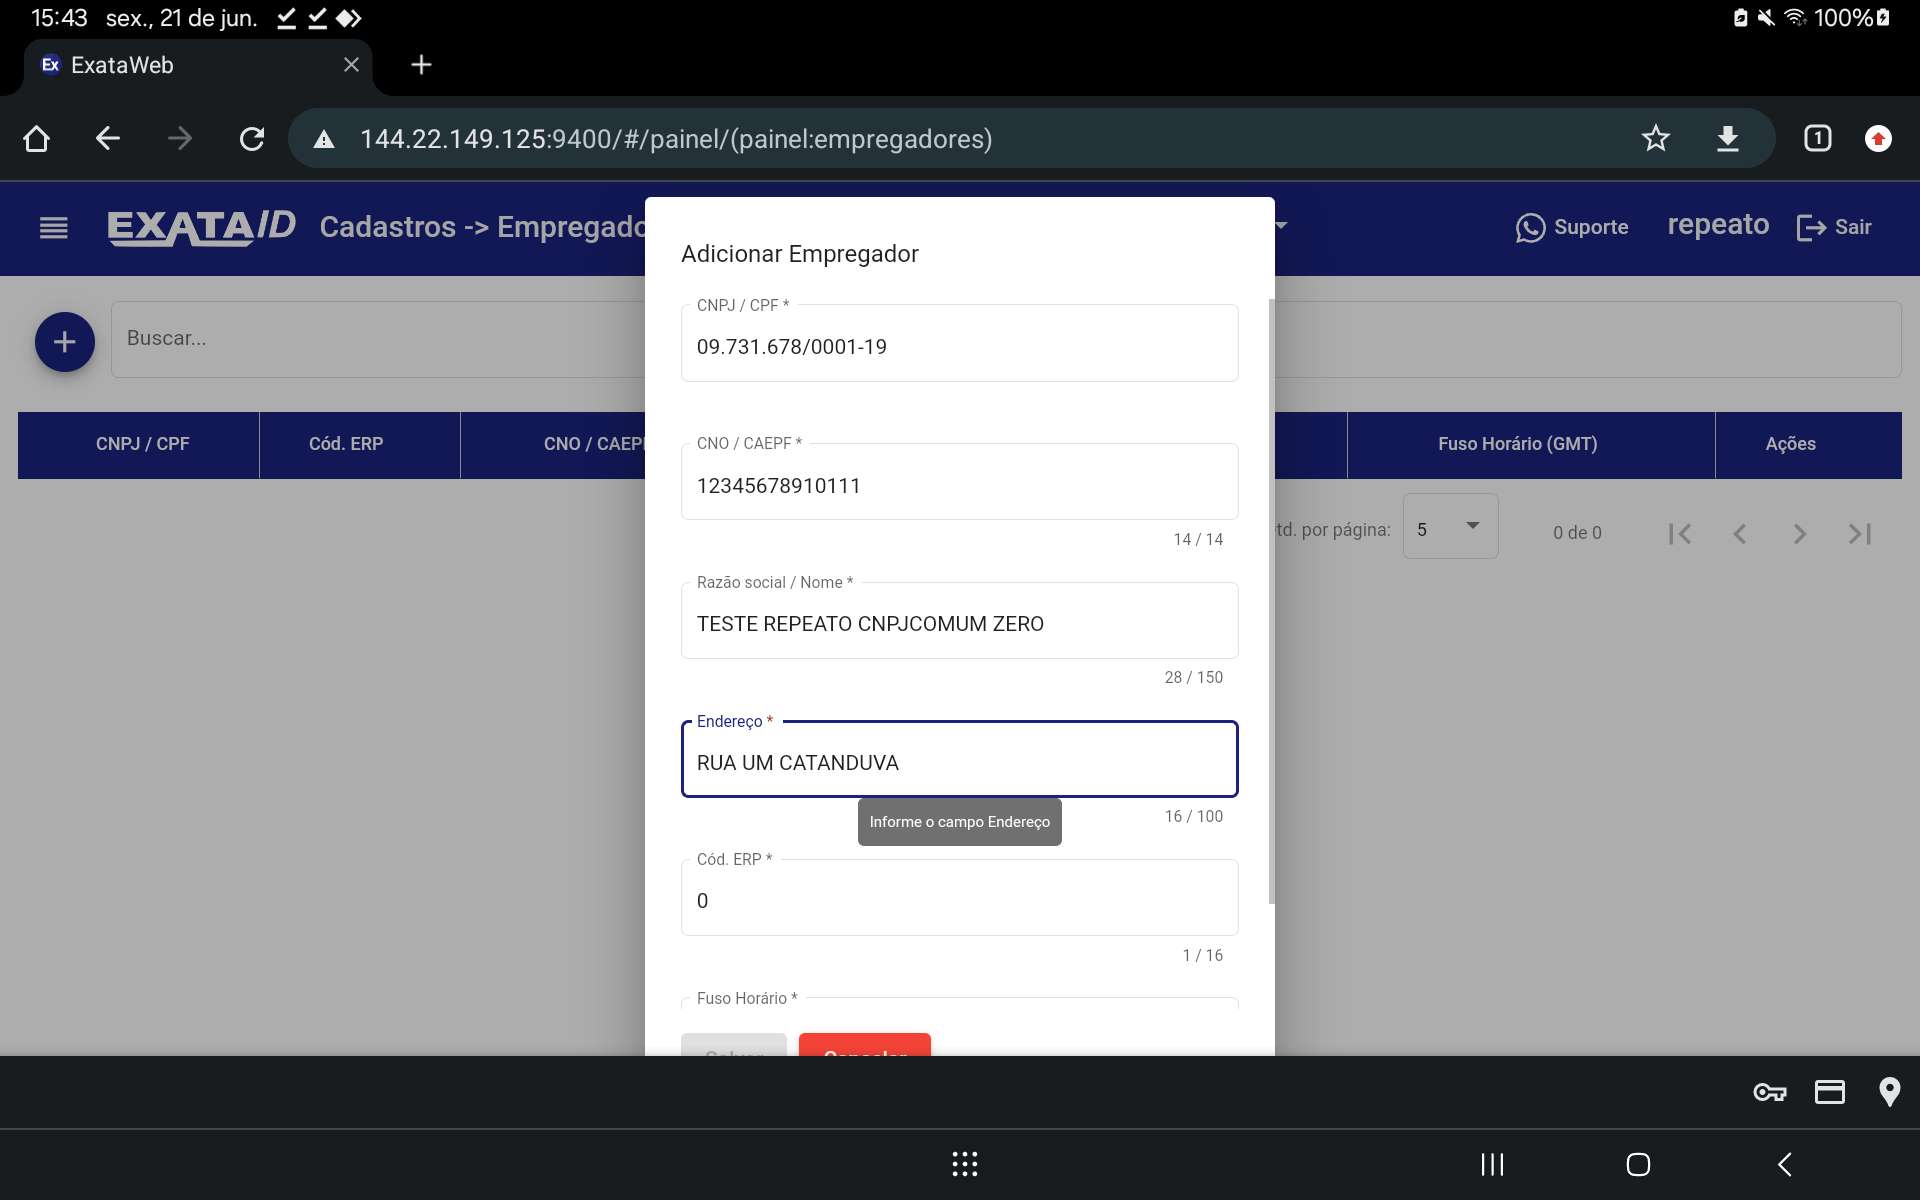 15:43 sex., 21 de jun. 100%
Ex ExataWeb
144.22.149.125:9400/#/painel/(painel:empregadores) 1
EXATAID Cadastros -> Empregado Suporte repeato Sair
Adicionar Empregador
CNPJ / CPF *
09.731.678/0001-19
Buscar...
CNPJ / CPF Cód. ERP CNO / CAEP Fuso Horário (GMT) Ações
CNO / CAEPF *
12345678910111
14 / 14
td. por página: 5 0 de 0
Razão social / Nome *
TESTE REPEATO CNPJCOMUM ZERO
28 / 150
Endereço *
RUA UM CATANDUVA
16 / 100
Informe o campo Endereço
Cód. ERP *
0
1 / 16
Fuso Horário *
Salvar Cancelar